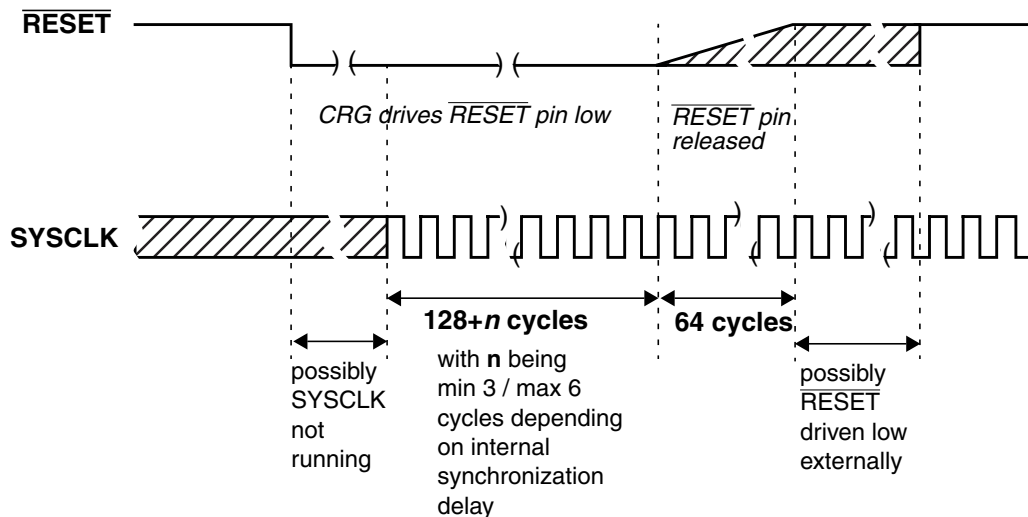 RESET
CRG drives RESET pin low
RESET pin
released
SYSCLK
128+n cycles
with n being
min 3 / max 6
cycles depending
on internal
synchronization
delay
64 cycles
possibly
SYSCLK
not
running
possibly
RESET
driven low
externally